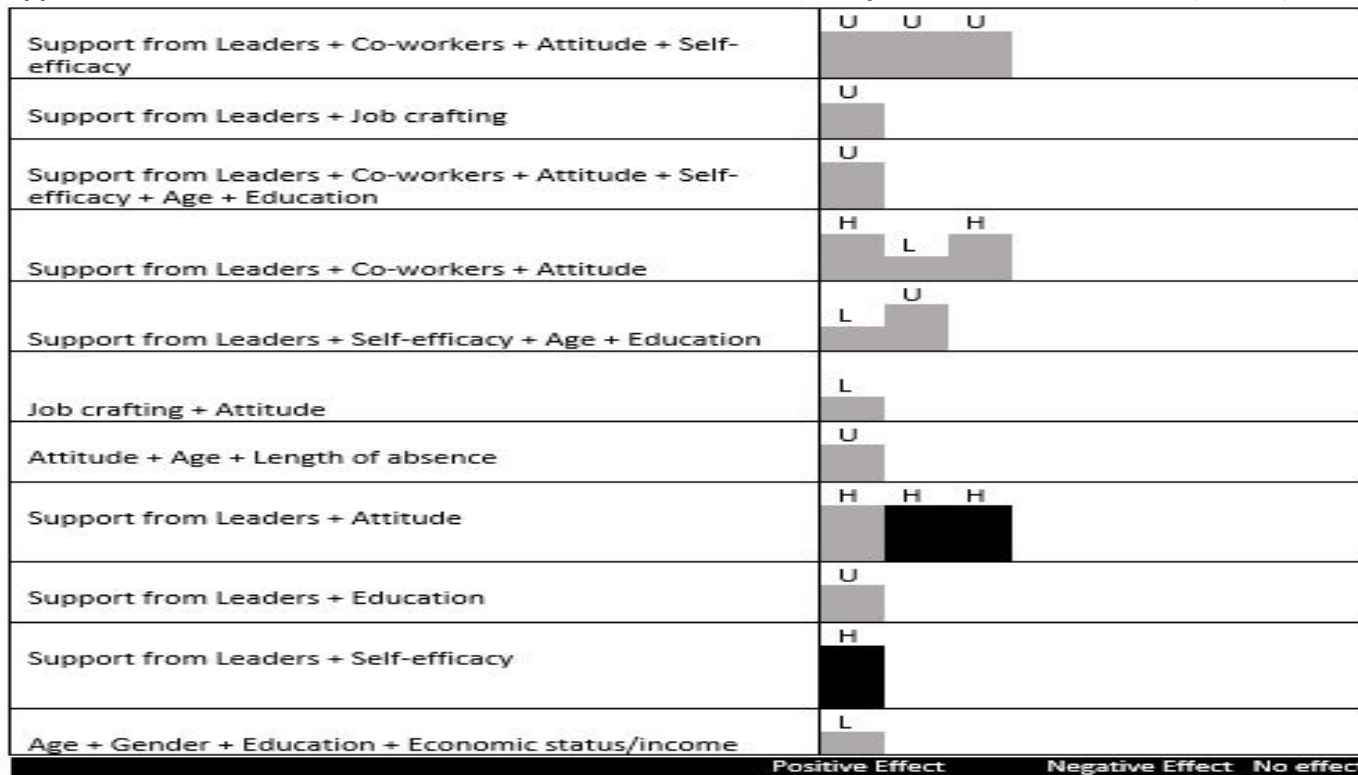 U U U
Support from Leaders + Co-workers + Attitude + Self-
efficacy
U
Support from Leaders + Job crafting
U
Support from Leaders + Co-workers + Attitude + Self-
efficacy + Age + Education
H L H
Support from Leaders + Co-workers + Attitude
L U
Support from Leaders + Self-efficacy + Age + Education
L
Job crafting + Attitude
U
Attitude + Age + Length of absence
H H H
Support from Leaders + Attitude
U
Support from Leaders + Education
H
Support from Leaders + Self-efficacy
L
Age + Gender + Education + Economic status/income
Positive Effect Negative Effect No effec